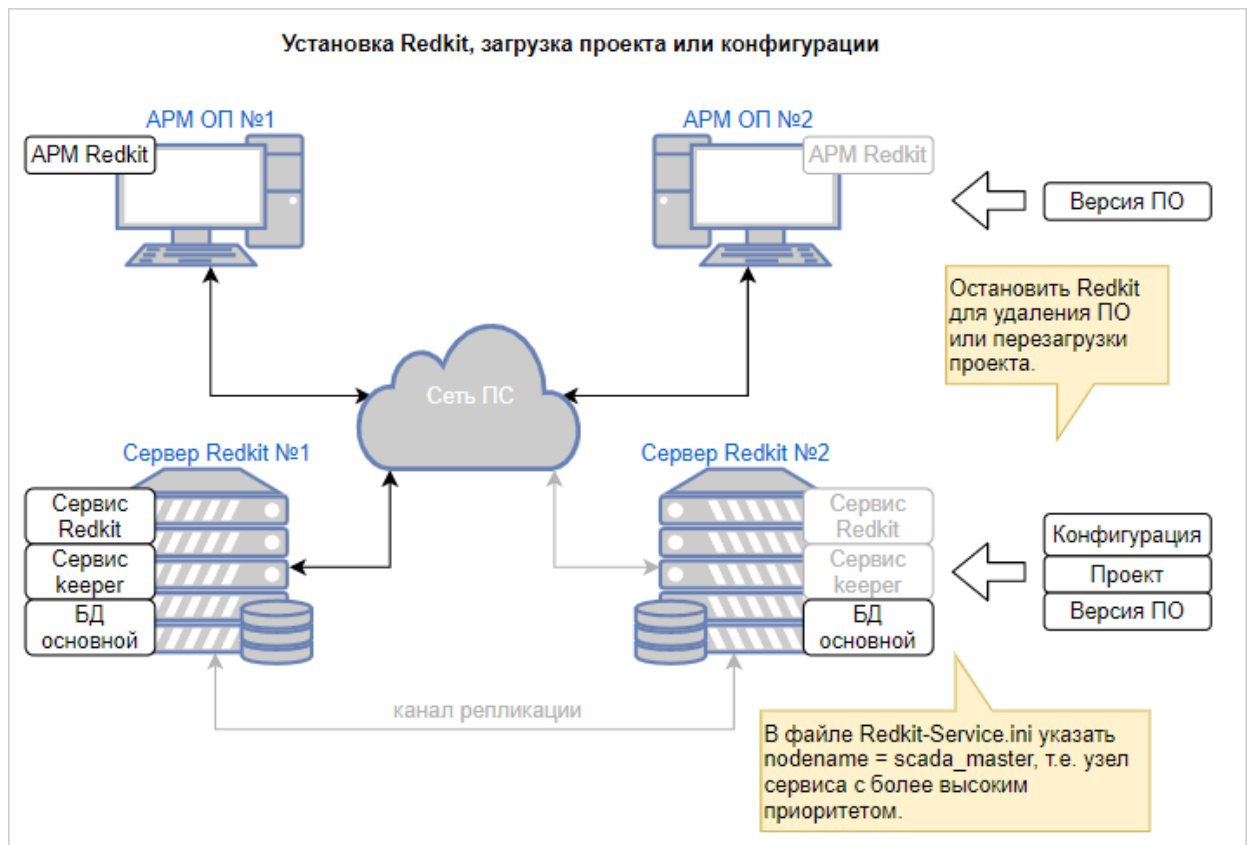 Установка Redkit, загрузка проекта или конфигурации
АРМ ОП №1
АРМ Redkit
АРМ ОП №2
АРМ Redkit
Версия ПО
Остановить Redkit
для удаления ПО
или перезагрузки
проекта.
Сеть ПС
Сервер Redkit №1
Сервис
Redkit
Сервис
keeper
БД
основной
Сервер Redkit №2
Сервис
Redkit
Сервис
keeper
БД
основной
Конфигурация
Проект
Версия ПО
канал репликации
В файле Redkit-Service.ini указать
nodename = scada_master, т.е. узел
сервиса с более высоким
приоритетом.